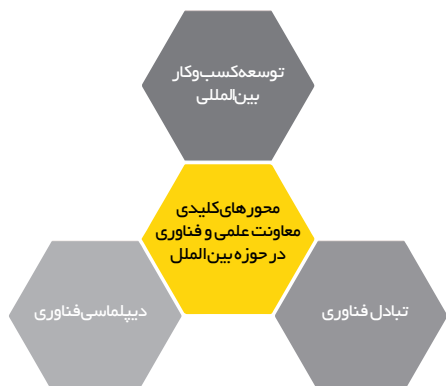 توسعه کسب‌وکار
بین‌المللی
محورهای کلیدی
معاونت علمی و فناوری
در حوزه بین‌الملل
تبادل فناوری
دیپلماسی فناوری